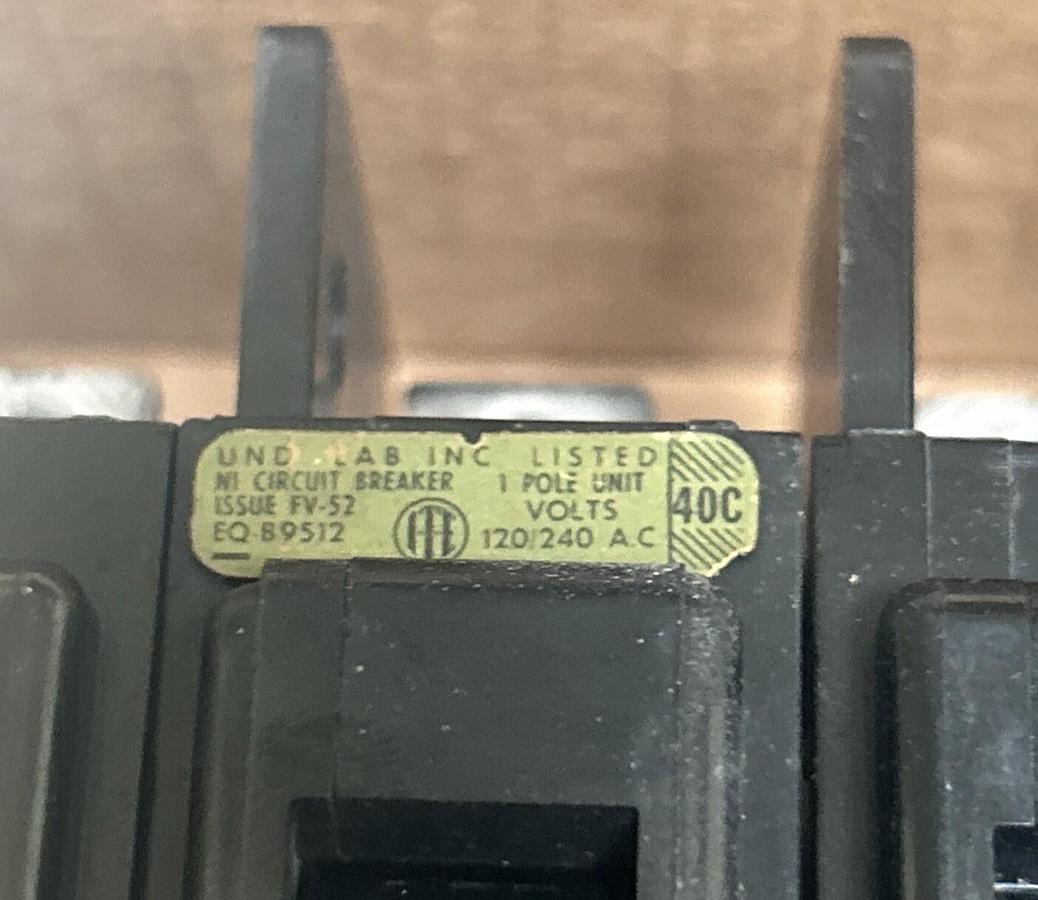 UND. LAB. INC. LISTED
NI CIRCUIT BREAKER 1 POLE UNIT
ISSUE FV-52 VOLTS
EQ-B9512 ITE 120/240 A.C.
40C